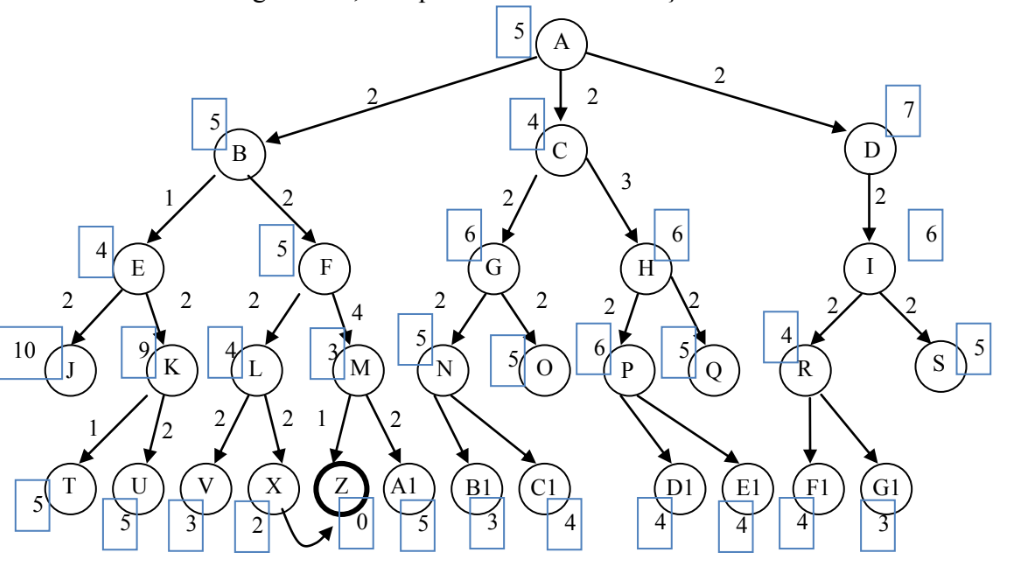 5 A
2 2 2
5 B 4 C 7 D
1 2 2 3 2
4 E 5 F 6 G H 6 I 6
2 2 2 4 2 2 2 2 2 2
10 J 9 K 4 L 3 M 5 N 5 O 6 P 5 Q 4 R S 5
1 2 2 2 1 2
T U V X Z A1 B1 C1 D1 E1 F1 G1
5 5 3 2 0 5 3 4 4 4 4 3